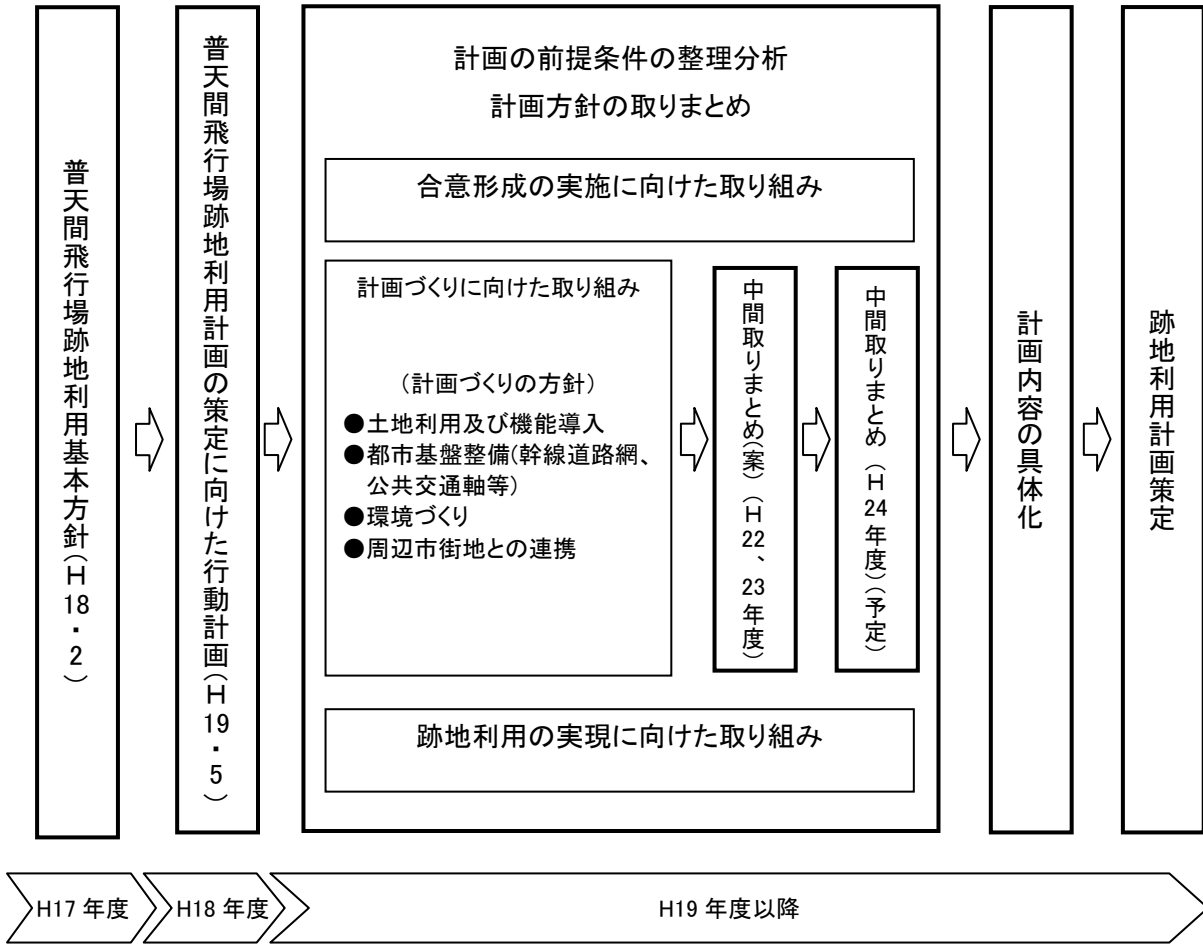 普天間飛行場跡地利用基本方針(H18・2)
普天間飛行場跡地利用計画の策定に向けた行動計画(H19・5)
計画の前提条件の整理分析
計画方針の取りまとめ
合意形成の実施に向けた取り組み
計画づくりに向けた取り組み
(計画づくりの方針)
●土地利用及び機能導入
●都市基盤整備(幹線道路網、
公共交通軸等)
●環境づくり
●周辺市街地との連携
中間取りまとめ(案)(H22、23年度)
中間取りまとめ(H24年度)(予定)
跡地利用の実現に向けた取り組み
計画内容の具体化
跡地利用計画策定
H17 年度
H18 年度
H19 年度以降